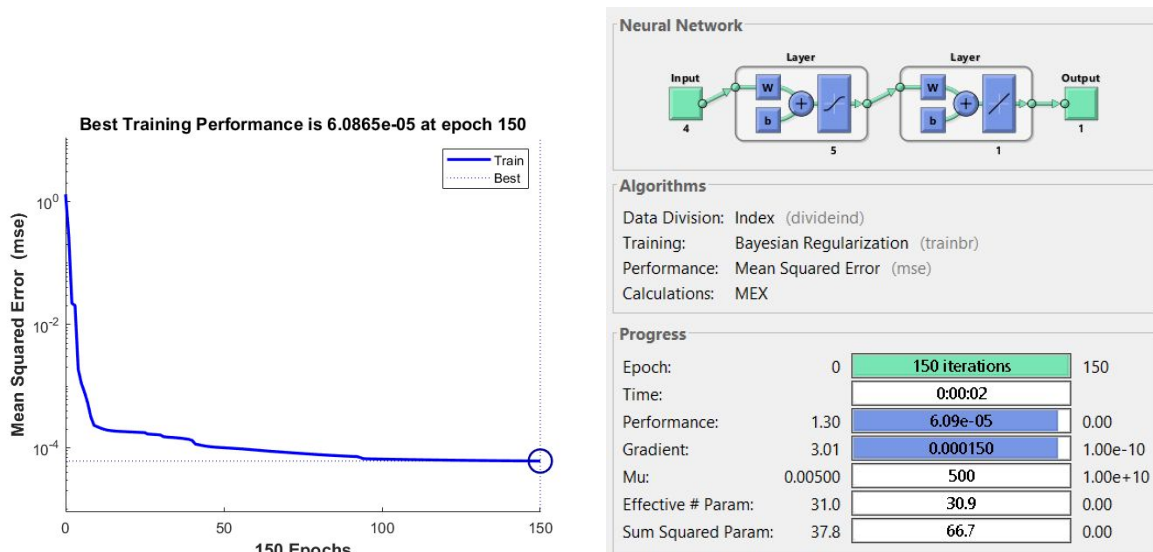 Best Training Performance is 6.0865e-05 at epoch 150
Train
Best
Mean Squared Error (mse)
10^0
10^-2
10^-4
0 50 100 150
150 Epochs
Neural Network
Layer Layer
Input Output
W W
+ +
b b
4 1
5 1
Algorithms
Data Division: Index (divideind)
Training: Bayesian Regularization (trainbr)
Performance: Mean Squared Error (mse)
Calculations: MEX
Progress
Epoch: 0 150 iterations 150
Time: 0:00:02
Performance: 1.30 6.09e-05 0.00
Gradient: 3.01 0.000150 1.00e-10
Mu: 0.00500 500 1.00e+10
Effective # Param: 31.0 30.9 0.00
Sum Squared Param: 37.8 66.7 0.00